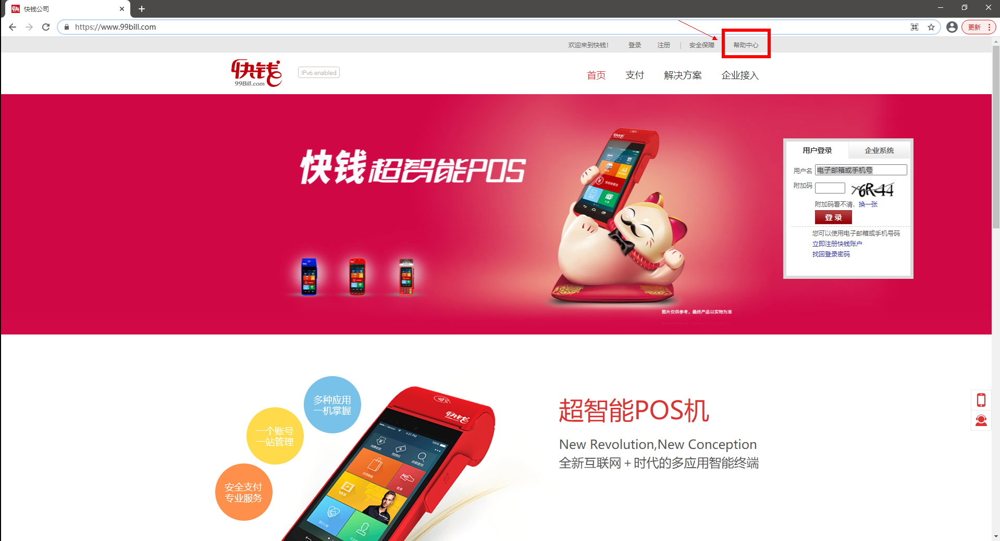 快钱公司
https://www.99bill.com
更新
欢迎来到快钱!
登录
注册
|
安全保障
帮助中心
快钱
99Bill.com
IPv6 enabled
首页
支付
解决方案
企业接入
快钱超智能POS
图片仅供参考，最终产品以实物为准
用户登录
企业系统
用户名 电子邮箱或手机号
附加码 6R44
附加码看不清，换一张
登 录
您可以使用电子邮箱或手机号码
立即注册快钱账户
找回登录密码
多种应用
一机掌握
一个账号
一站管理
安全支付
专业服务
快钱
4:21 PM
100%
超智能POS机
New Revolution,New Conception
全新互联网＋时代的多应用智能终端